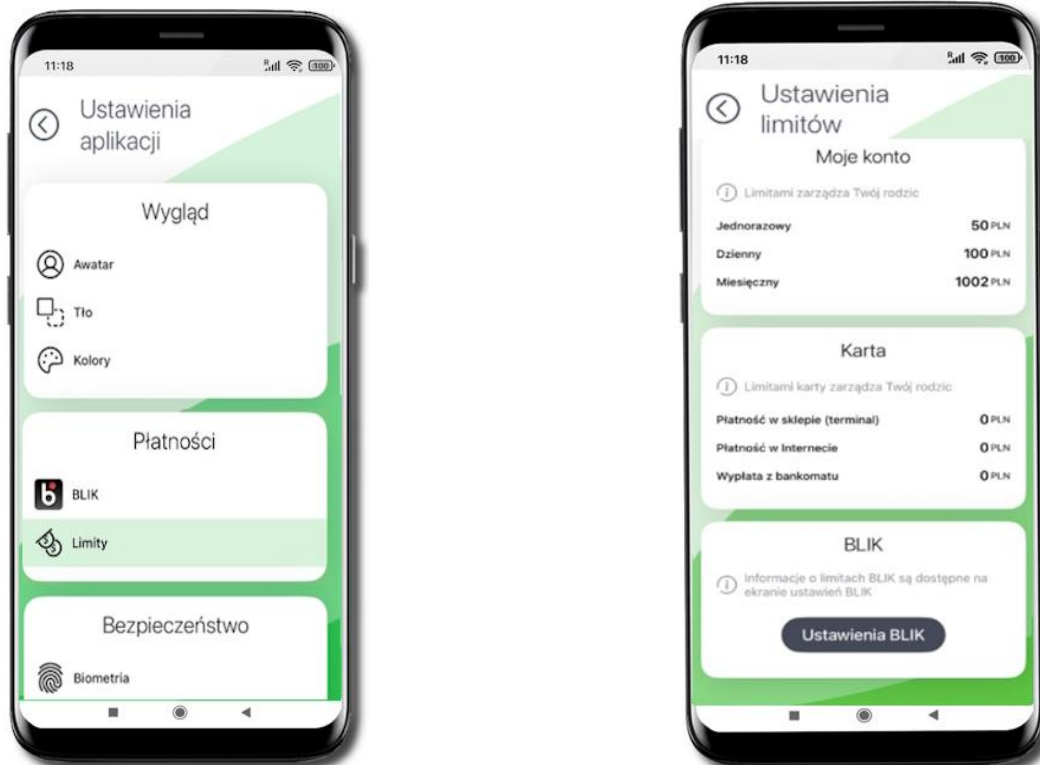 11:18
R
100
Ustawienia
aplikacji
Wygląd
Awatar
Tło
Kolory
Płatności
b BLIK
Limity
Bezpieczeństwo
Biometria
11:18
R
100
Ustawienia
limitów
Moje konto
Limitami zarządza Twój rodzic
Jednorazowy 50 PLN
Dzienny 100 PLN
Miesięczny 1002 PLN
Karta
Limitami karty zarządza Twój rodzic
Płatność w sklepie (terminal) 0 PLN
Płatność w Internecie 0 PLN
Wypłata z bankomatu 0 PLN
BLIK
Informacje o limitach BLIK są dostępne na
ekranie ustawień BLIK
Ustawienia BLIK